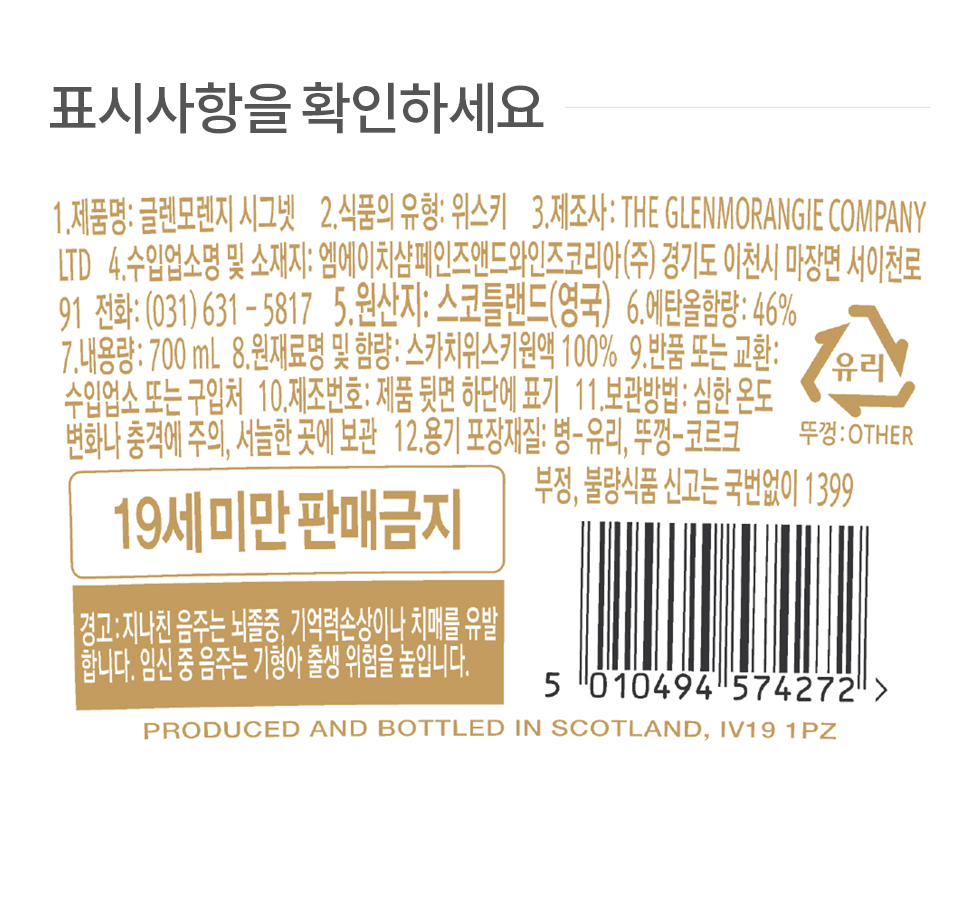 표시사항을 확인하세요
1.제품명: 글렌모렌지 시그넷 2.식품의 유형: 위스키 3.제조사: THE GLENMORANGIE COMPANY
LTD 4.수입업소명 및 소재지: 엠에이치샴페인즈앤드와인즈코리아(주) 경기도 이천시 마장면 서이천로
91 전화: (031) 631-5817 5.원산지: 스코틀랜드(영국) 6.에탄올함량: 46%
7.내용량: 700 mL 8.원재료명 및 함량: 스카치위스키원액 100% 9.반품 또는 교환:
수입업소 또는 구입처 10.제조번호: 제품 뒷면 하단에 표기 11.보관방법: 심한 온도
변화나 충격에 주의, 서늘한 곳에 보관 12.용기 포장재질: 병-유리, 뚜껑-코르크
유리
뚜껑:OTHER
부정, 불량식품 신고는 국번없이 1399
19세 미만 판매금지
경고: 지나친 음주는 뇌졸중, 기억력손상이나 치매를 유발
합니다. 임신 중 음주는 기형아 출생 위험을 높입니다.
5 010494 574272 >
PRODUCED AND BOTTLED IN SCOTLAND, IV19 1PZ